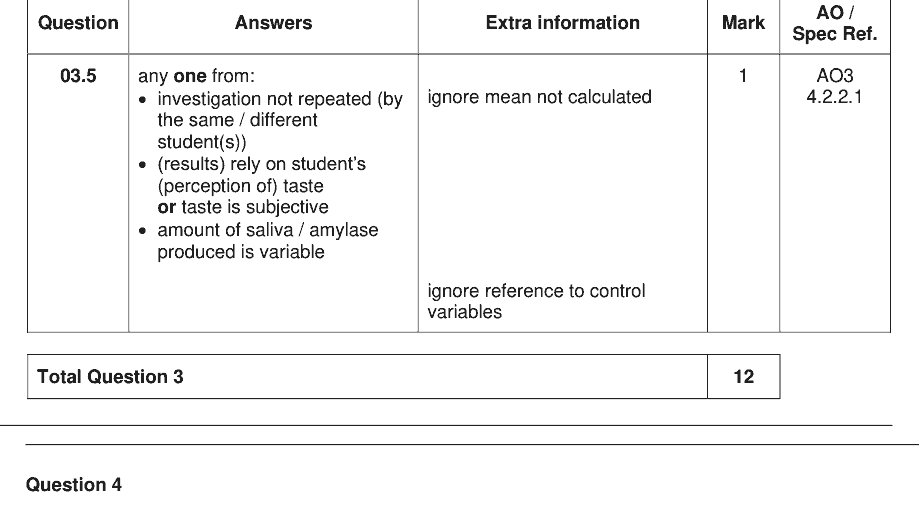 Question Answers Extra information Mark AO /
Spec Ref.
03.5 any one from: 1 AO3
• investigation not repeated (by ignore mean not calculated 4.2.2.1
the same / different
student(s))
• (results) rely on student's
(perception of) taste
or taste is subjective
• amount of saliva / amylase
produced is variable
ignore reference to control
variables
Total Question 3 12
Question 4